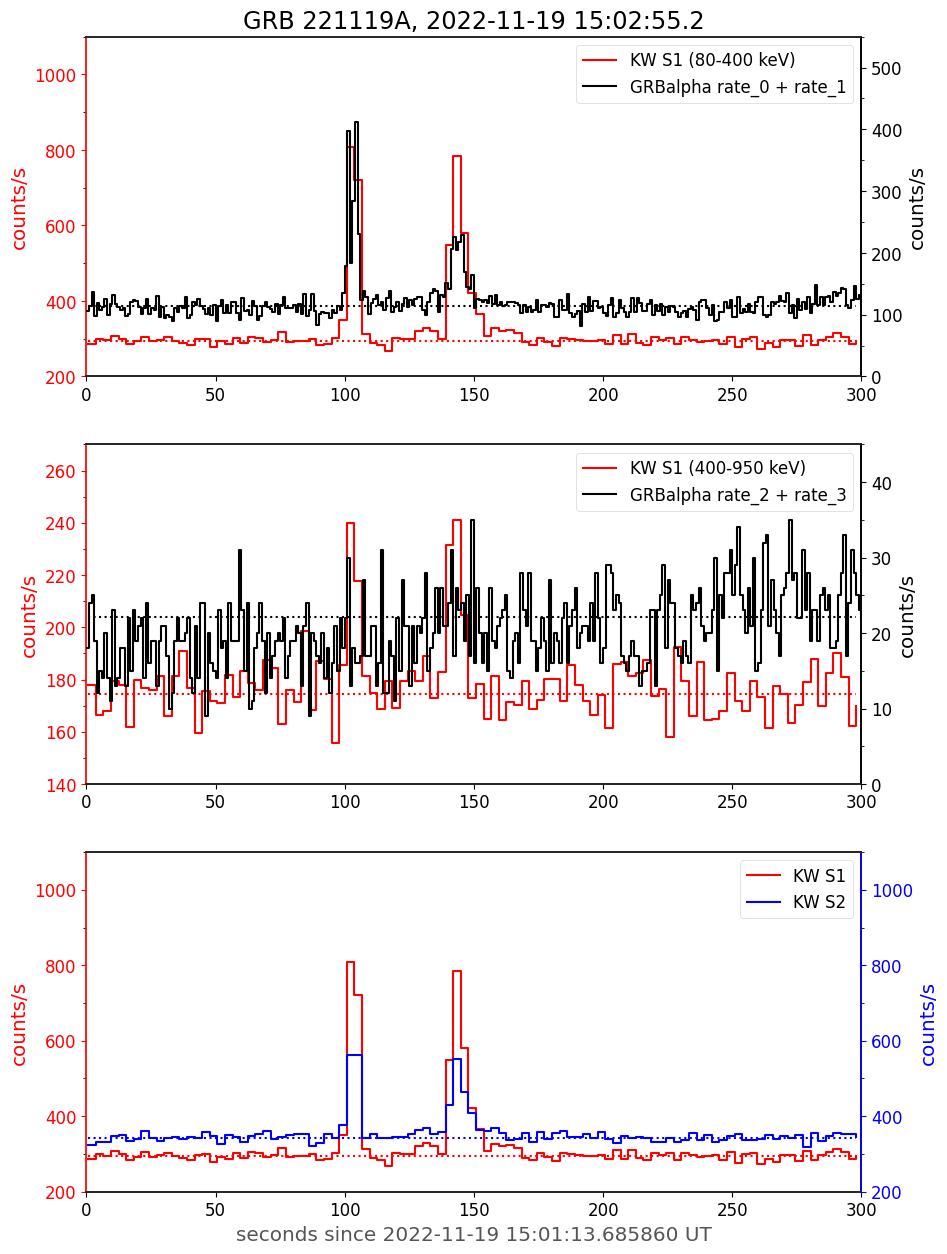 GRB 221119A, 2022-11-19 15:02:55.2
KW S1 (80-400 keV)
GRBalpha rate_0 + rate_1
counts/s
counts/s
1000
800
600
400
200
500
400
300
200
100
0
0 50 100 150 200 250 300
KW S1 (400-950 keV)
GRBalpha rate_2 + rate_3
counts/s
counts/s
260
240
220
200
180
160
140
40
30
20
10
0
0 50 100 150 200 250 300
KW S1
KW S2
counts/s
counts/s
1000
800
600
400
200
1000
800
600
400
200
0 50 100 150 200 250 300
seconds since 2022-11-19 15:01:13.685860 UT